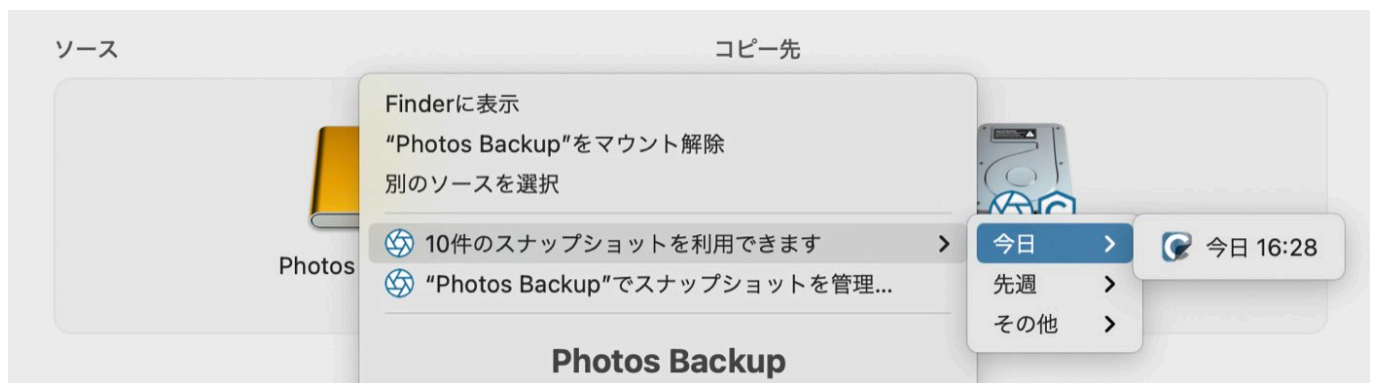 ソース
コピー先
Finderに表示
“Photos Backup”をマウント解除
別のソースを選択
10件のスナップショットを利用できます
今日
今日 16:28
Photos
“Photos Backup”でスナップショットを管理...
先週
その他
Photos Backup